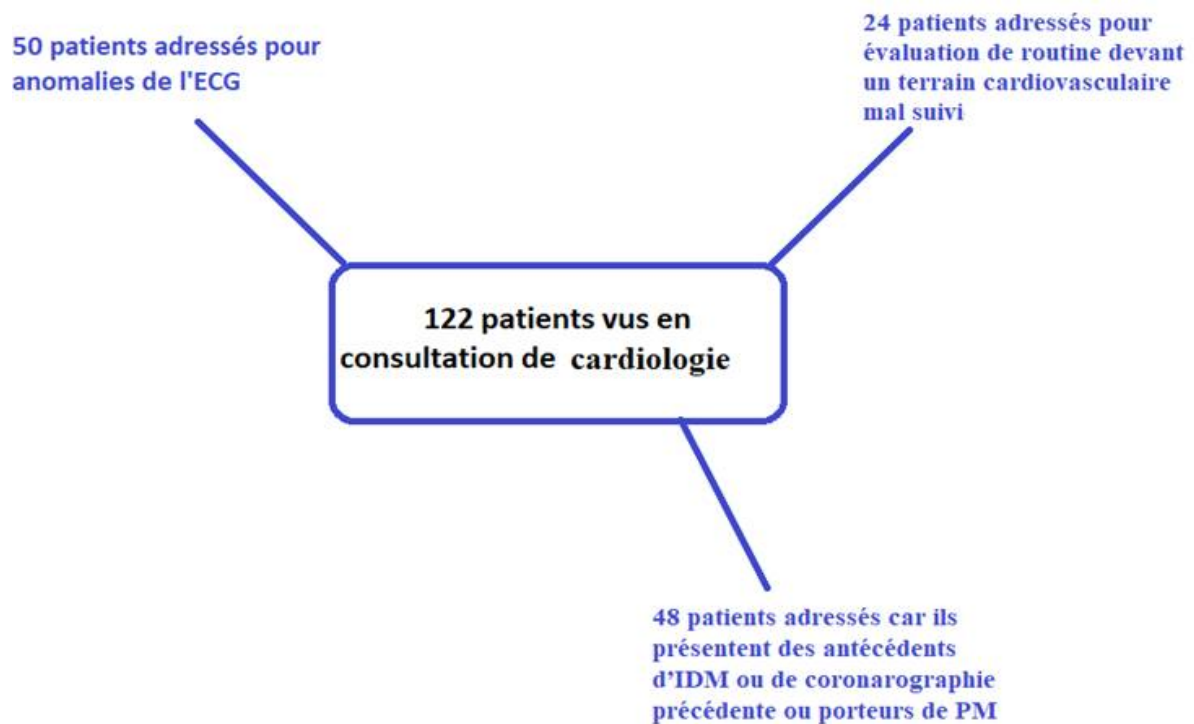 50 patients adressés pour
anomalies de l'ECG
24 patients adressés pour
évaluation de routine devant
un terrain cardiovasculaire
mal suivi
122 patients vus en
consultation de cardiologie
48 patients adressés car ils
présentent des antécédents
d’IDM ou de coronarographie
précédente ou porteurs de PM